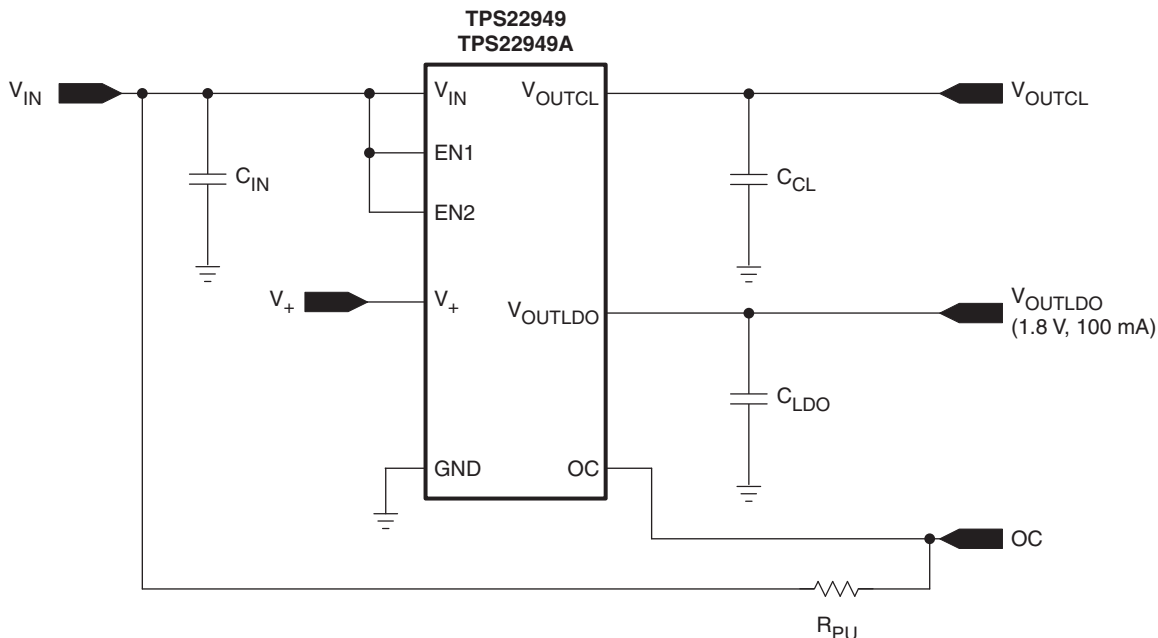 TPS22949
TPS22949A
VIN
VIN
VOUTCL
VOUTCL
EN1
CIN
CCL
EN2
V+
V+
VOUTLDO
VOUTLDO
(1.8 V, 100 mA)
CLDO
GND
OC
OC
RPU